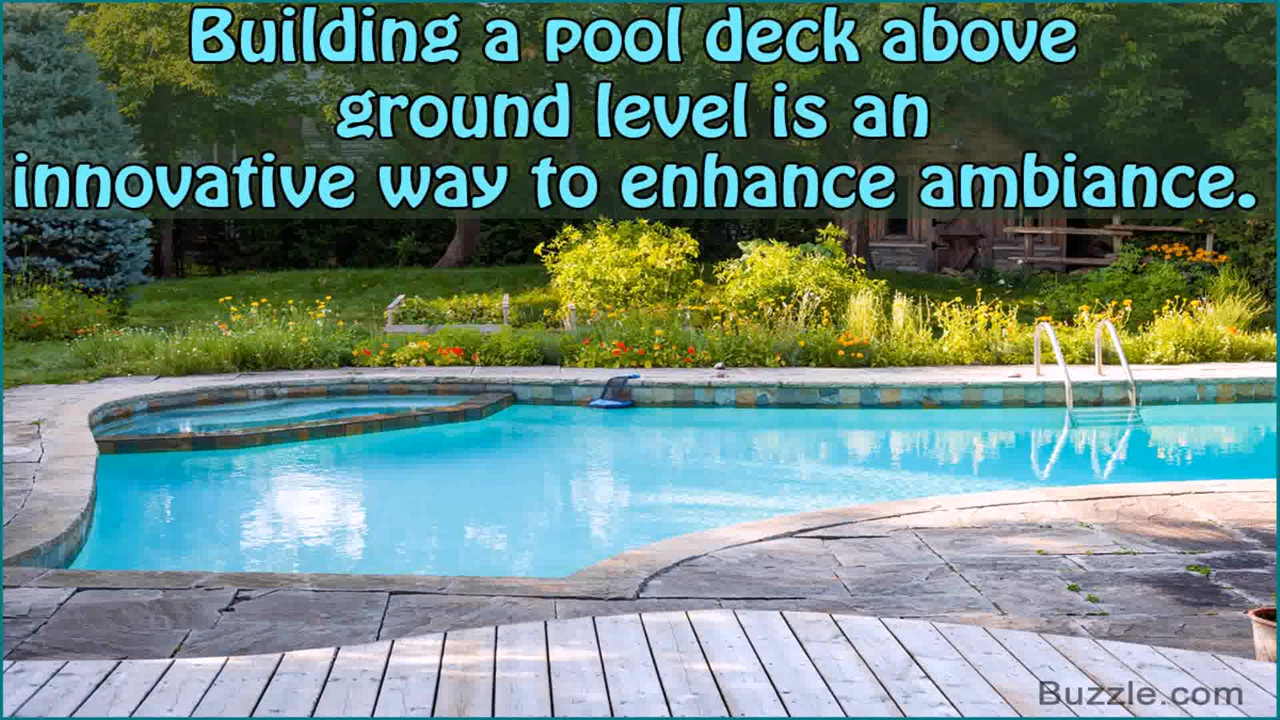 Building a pool deck above
ground level is an
innovative way to enhance ambiance.
Buzzle.com